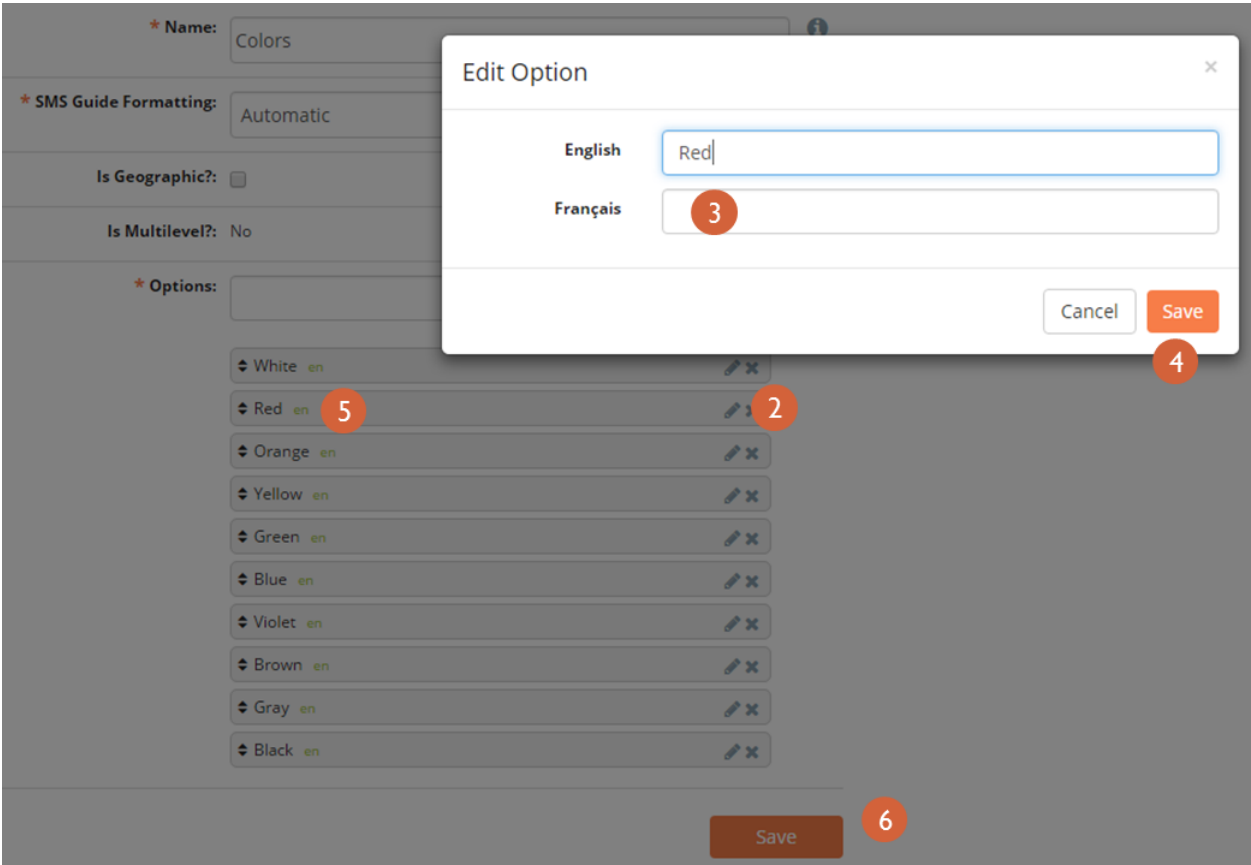 * Name: Colors
* SMS Guide Formatting: Automatic
Is Geographic?:
Is Multilevel?: No
* Options:
White en
Red en 5 2
Orange en
Yellow en
Green en
Blue en
Violet en
Brown en
Gray en
Black en
Save 6
Edit Option ×
English Red
Français 3
Cancel Save
4